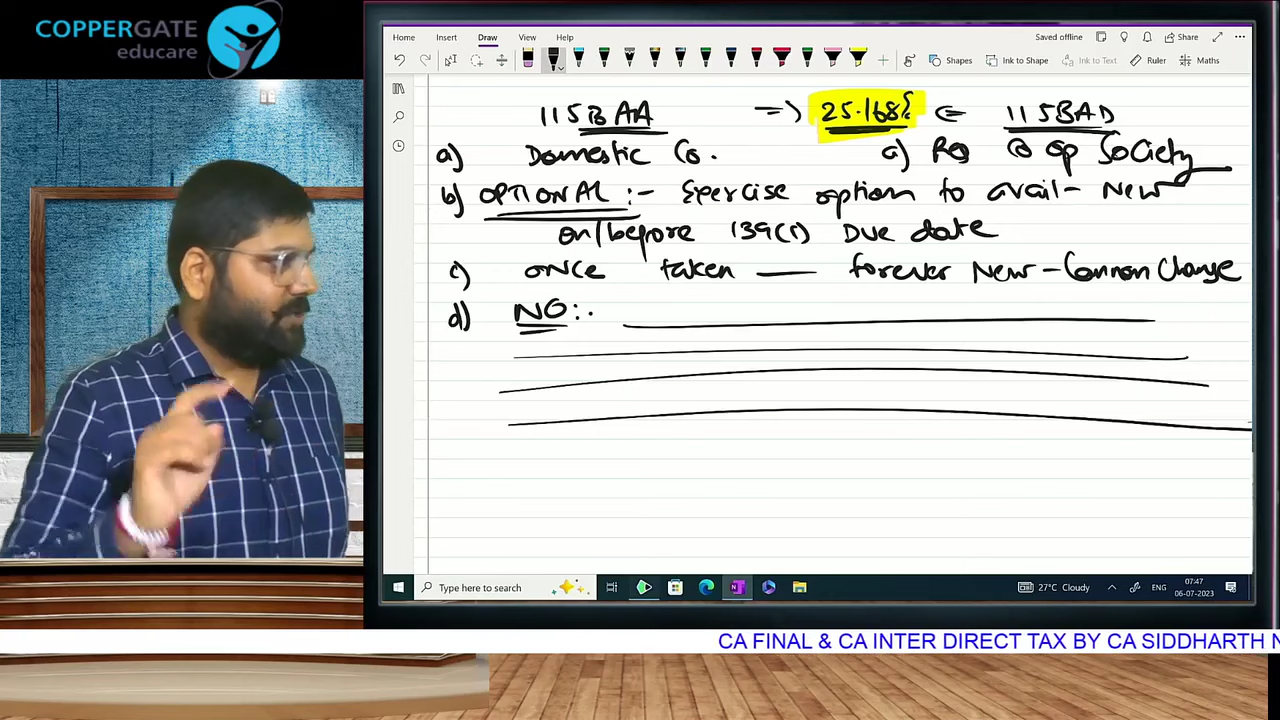 COPPERGATE
educare
Home Insert Draw View Help
Saved offline
Share
Shapes Ink to Shape Ink to Text Ruler Maths
115BAA => 25.168% <= 115BAD
a) Domestic Co. a) RS Co op Society
b) OPTIONAL :- Exercise option to avail - New
on/before 139(1) Due date
c) once taken — forever New - Cannot Change
d) NO:.
Type here to search
27°C Cloudy
ENG
07:47
06-07-2023
CA FINAL & CA INTER DIRECT TAX BY CA SIDDHARTH